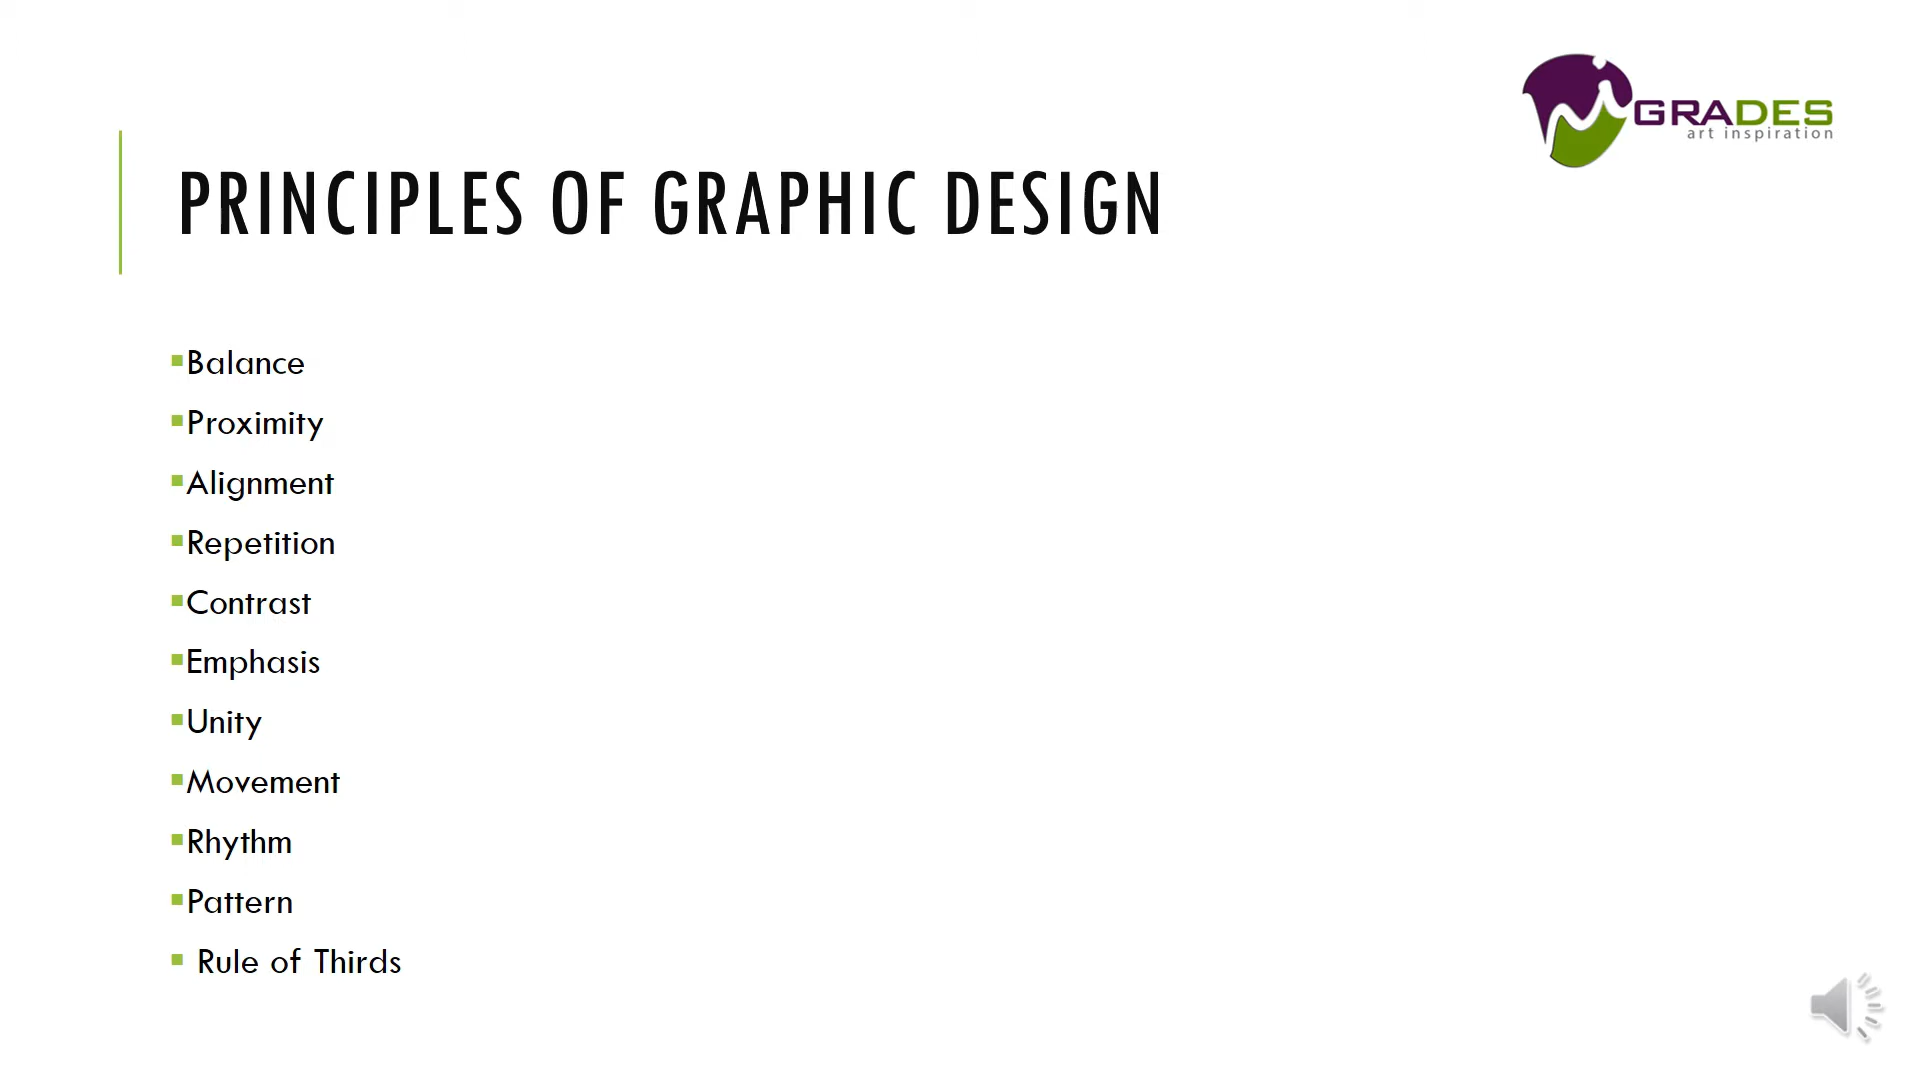 GRADES
art inspiration
PRINCIPLES OF GRAPHIC DESIGN
Balance
Proximity
Alignment
Repetition
Contrast
Emphasis
Unity
Movement
Rhythm
Pattern
Rule of Thirds